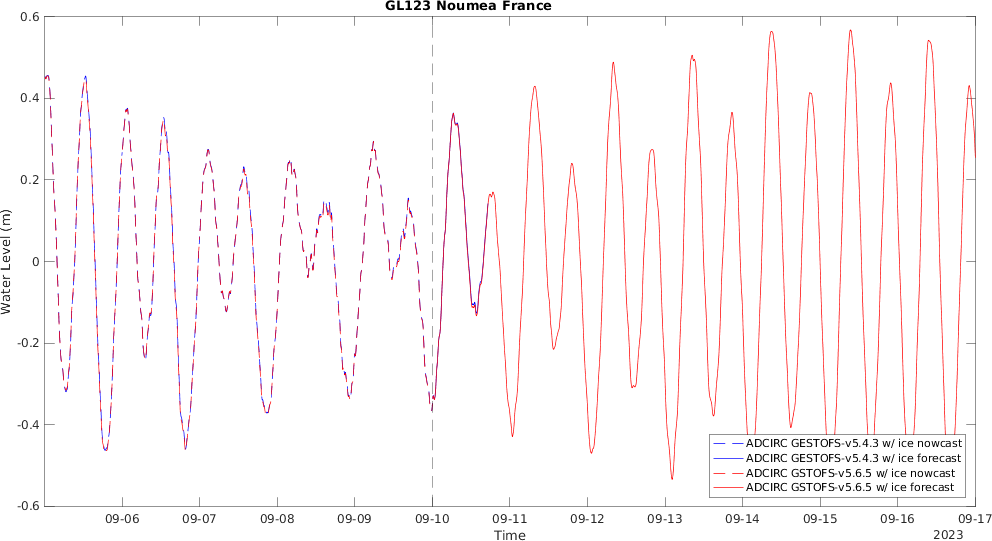 GL123 Noumea France
0.6
0.4
0.2
0
-0.2
-0.4
-0.6
Water Level (m)
ADCIRC GESTOFS-v5.4.3 w/ ice nowcast
ADCIRC GESTOFS-v5.4.3 w/ ice forecast
ADCIRC GSTOFS-v5.6.5 w/ ice nowcast
ADCIRC GSTOFS-v5.6.5 w/ ice forecast
09-06 09-07 09-08 09-09 09-10 09-11 09-12 09-13 09-14 09-15 09-16 09-17
Time
2023